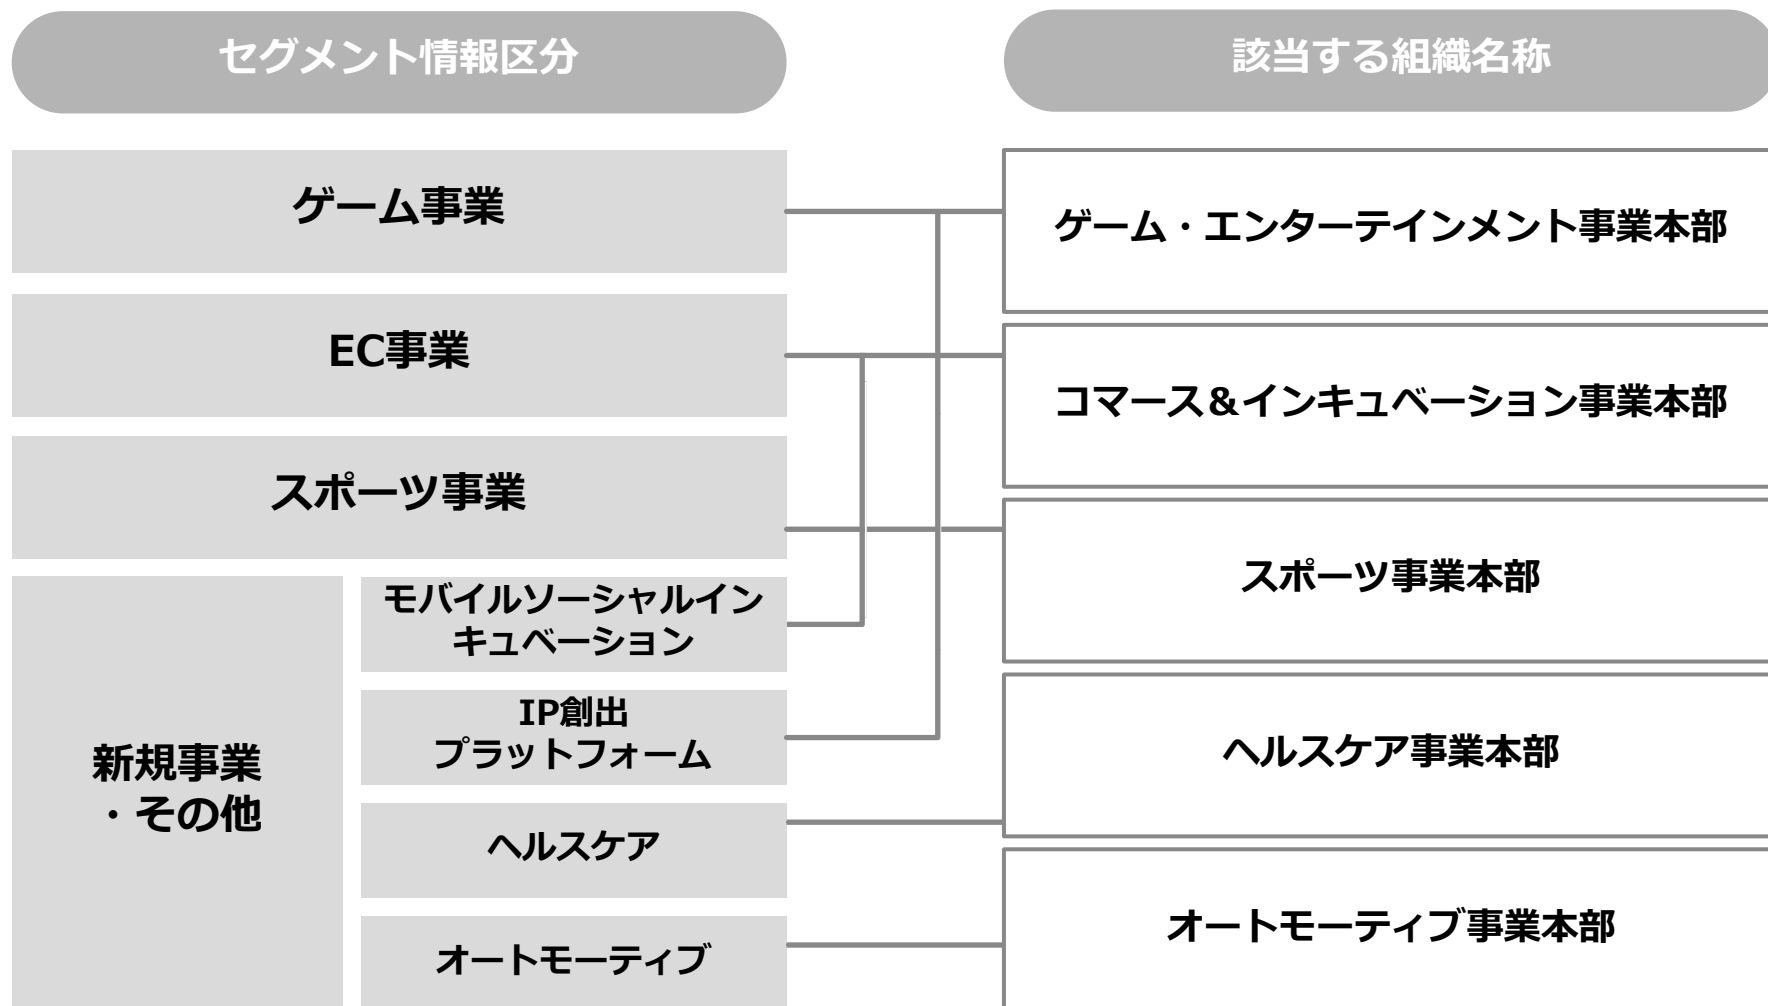 セグメント情報区分
該当する組織名称
ゲーム事業
EC事業
スポーツ事業
新規事業
・その他
モバイルソーシャルイン
キュベーション
IP創出
プラットフォーム
ヘルスケア
オートモーティブ
ゲーム・エンターテインメント事業本部
コマース&インキュベーション事業本部
スポーツ事業本部
ヘルスケア事業本部
オートモーティブ事業本部